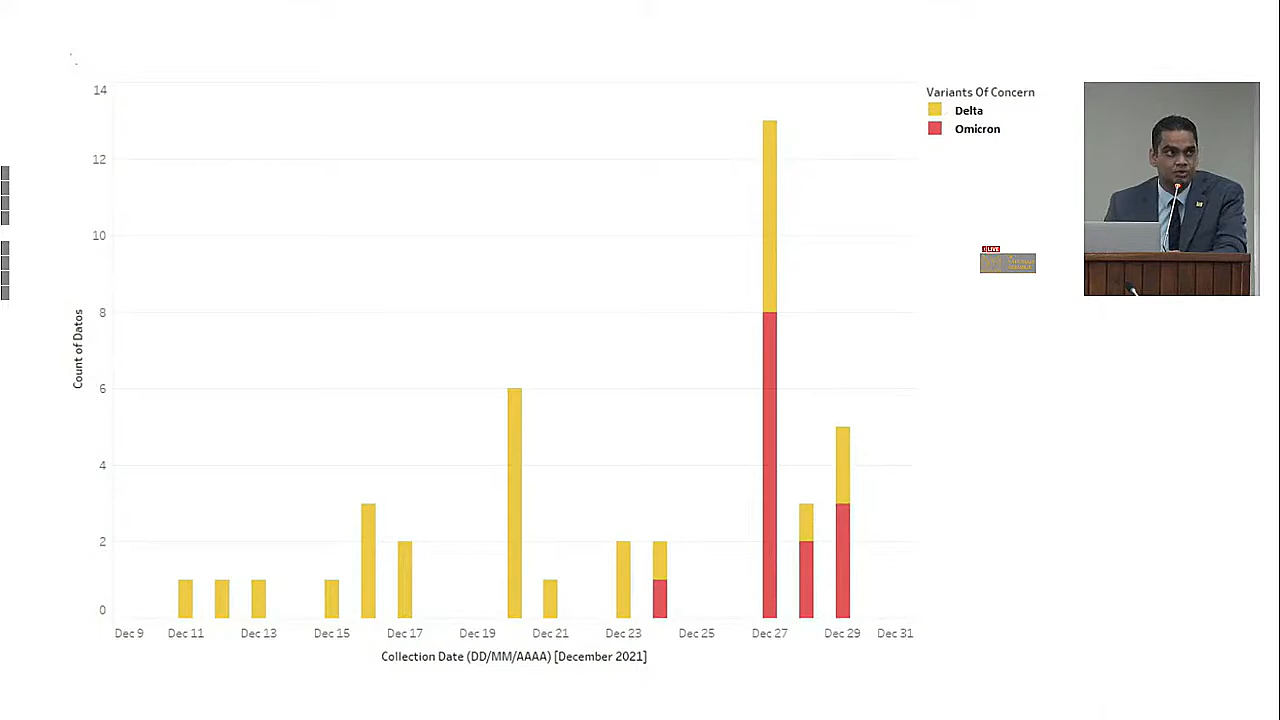 14
12
10
8
6
4
2
0
Count of Datos
Dec 9 Dec 11 Dec 13 Dec 15 Dec 17 Dec 19 Dec 21 Dec 23 Dec 25 Dec 27 Dec 29 Dec 31
Collection Date (DD/MM/AAAA) [December 2021]
Variants Of Concern
Delta
Omicron
LIVE